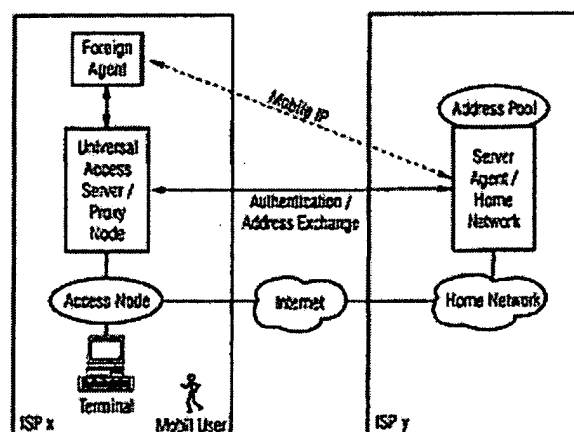 Foreign
Agent
Mobile IP
Address Pool
Universal
Access
Server /
Proxy
Node
Server
Agent /
Home
Network
Authentication /
Address Exchange
Access Node
Internet
Home Network
Terminal
ISP x
Mobil User
ISP y